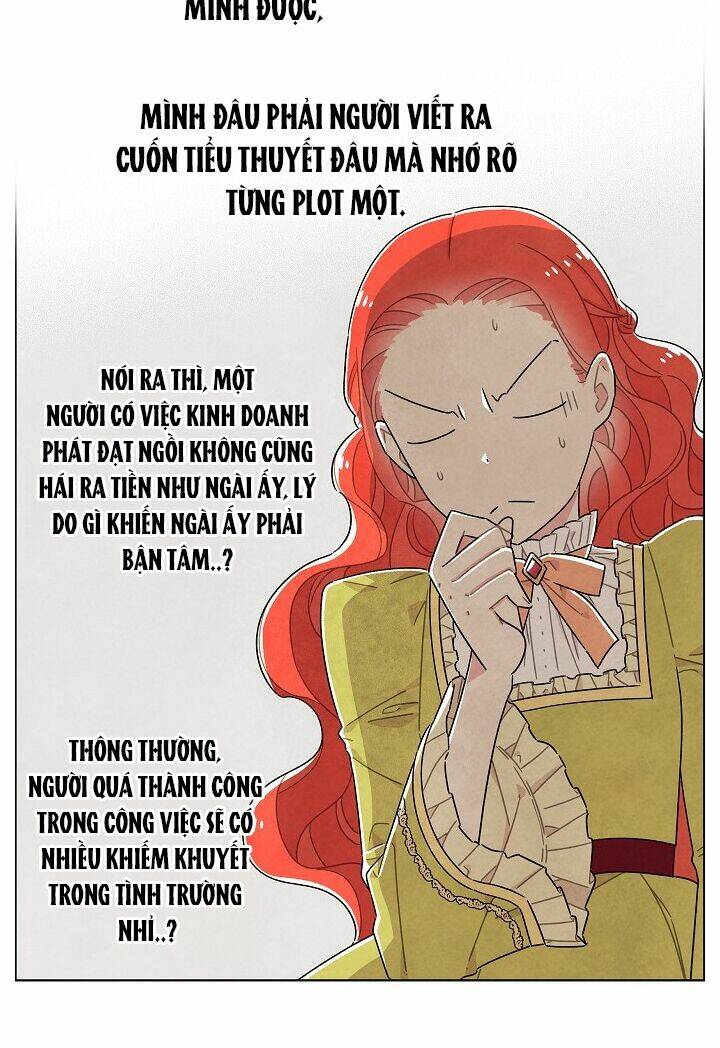 MÌNH ĐƯỢC,
MÌNH ĐÂU PHẢI NGƯỜI VIẾT RA
CUỐN TIỂU THUYẾT ĐÂU MÀ NHỚ RÕ
TỪNG PLOT MỘT.
NÓI RA THÌ, MỘT
NGƯỜI CÓ VIỆC KINH DOANH
PHÁT ĐẠT NGỒI KHÔNG CŨNG
HÁI RA TIỀN NHƯ NGÀI ẤY, LÝ
DO GÌ KHIẾN NGÀI ẤY PHẢI
BẬN TÂM..?
THÔNG THƯỜNG,
NGƯỜI QUÁ THÀNH CÔNG
TRONG CÔNG VIỆC SẼ CÓ
NHIỀU KHIẾM KHUYẾT
TRONG TÌNH TRƯỜNG
NHỈ..?